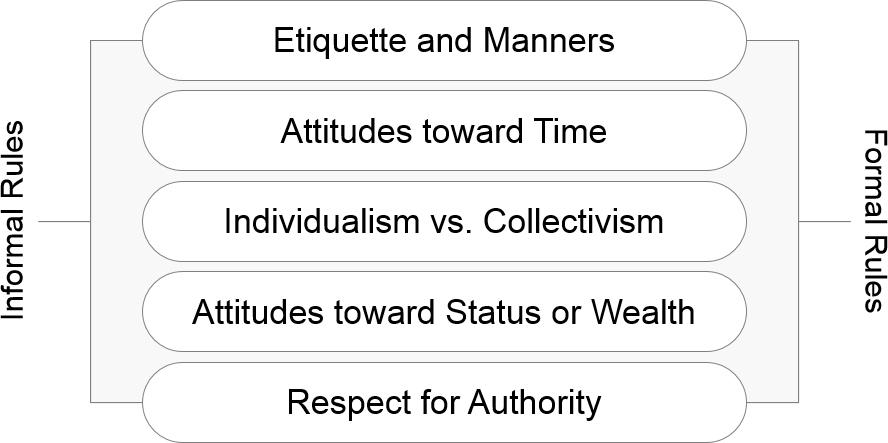 Etiquette and Manners
Attitudes toward Time
Individualism vs. Collectivism
Attitudes toward Status or Wealth
Respect for Authority
Informal Rules
Formal Rules